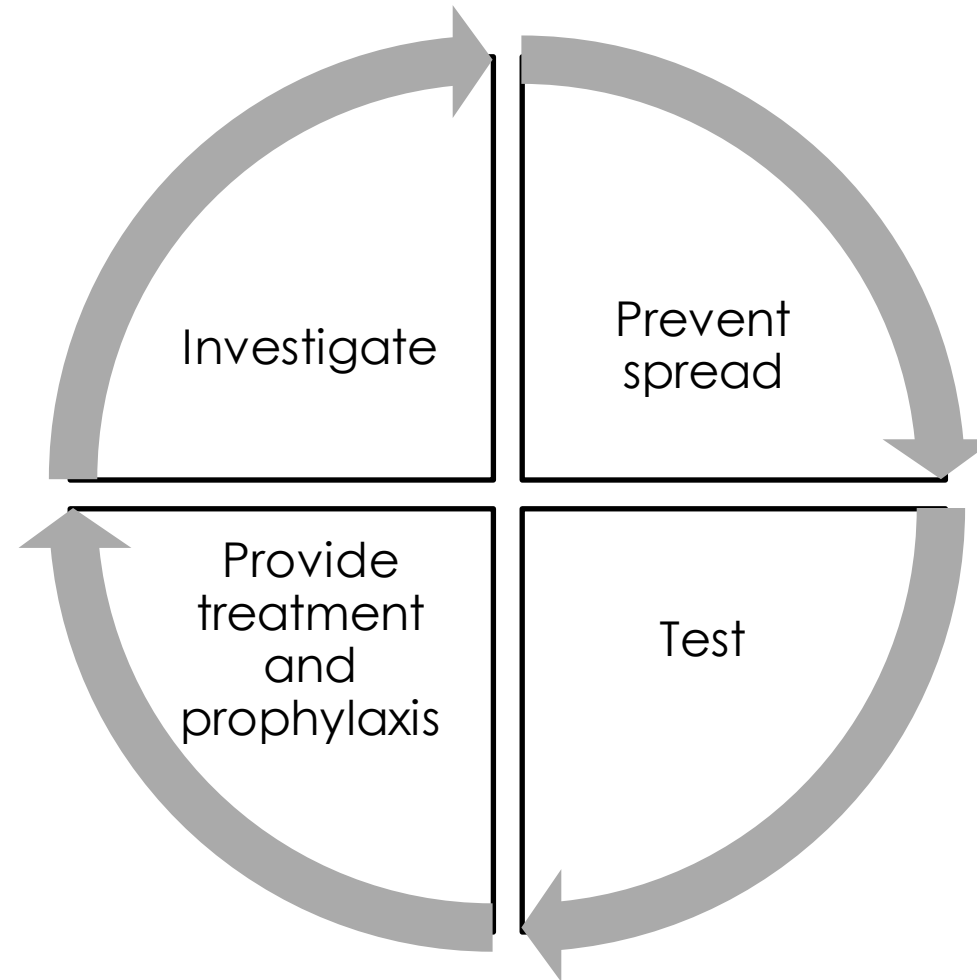 Investigate
Prevent
spread
Provide
treatment
and
prophylaxis
Test